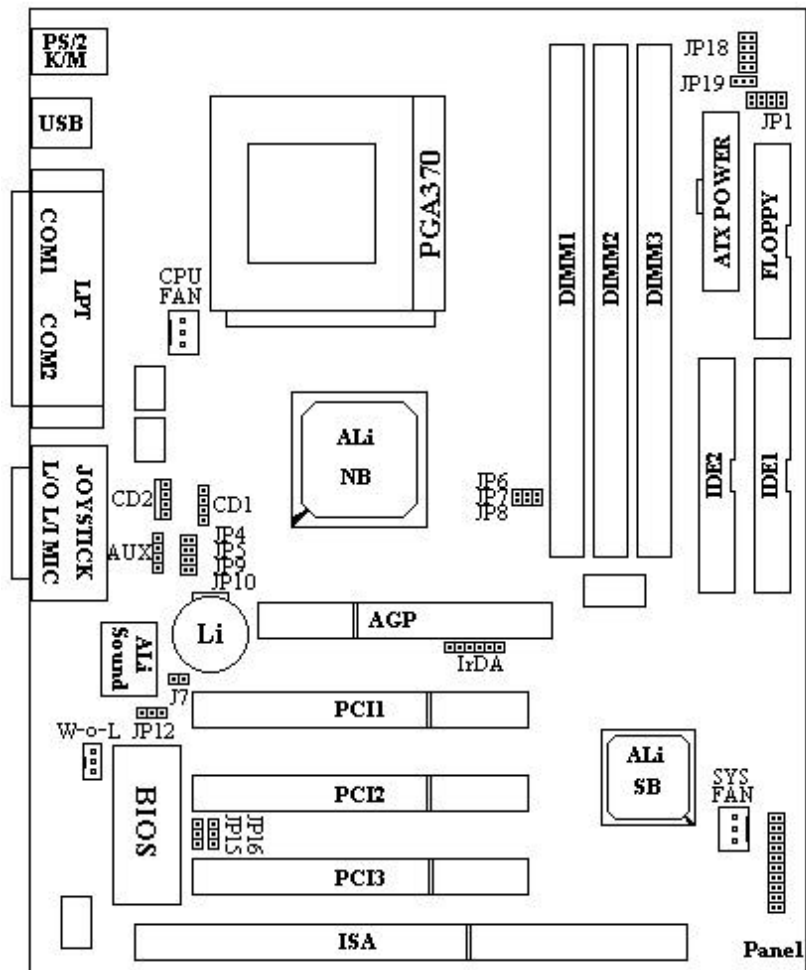 PS/2
K/M
JP18
JP19
JP1
USB
PGA370
DIMM1
DIMM2
DIMM3
ATX POWER
FLOPPY
COM1
COM2
LPT
CPU
FAN
ALi
NB
JP6
JP7
JP8
IDE2
IDE1
JOYSTICK
L/O L/I MIC
CD2
CD1
AUX
JP4
JP5
JP9
JP10
Li
AGP
IrDA
ALi
Sound
J7
PCI1
W-o-L
JP12
ALi
SB
SYS
FAN
BIOS
PCI2
JP15
JP16
PCI3
ISA
Panel